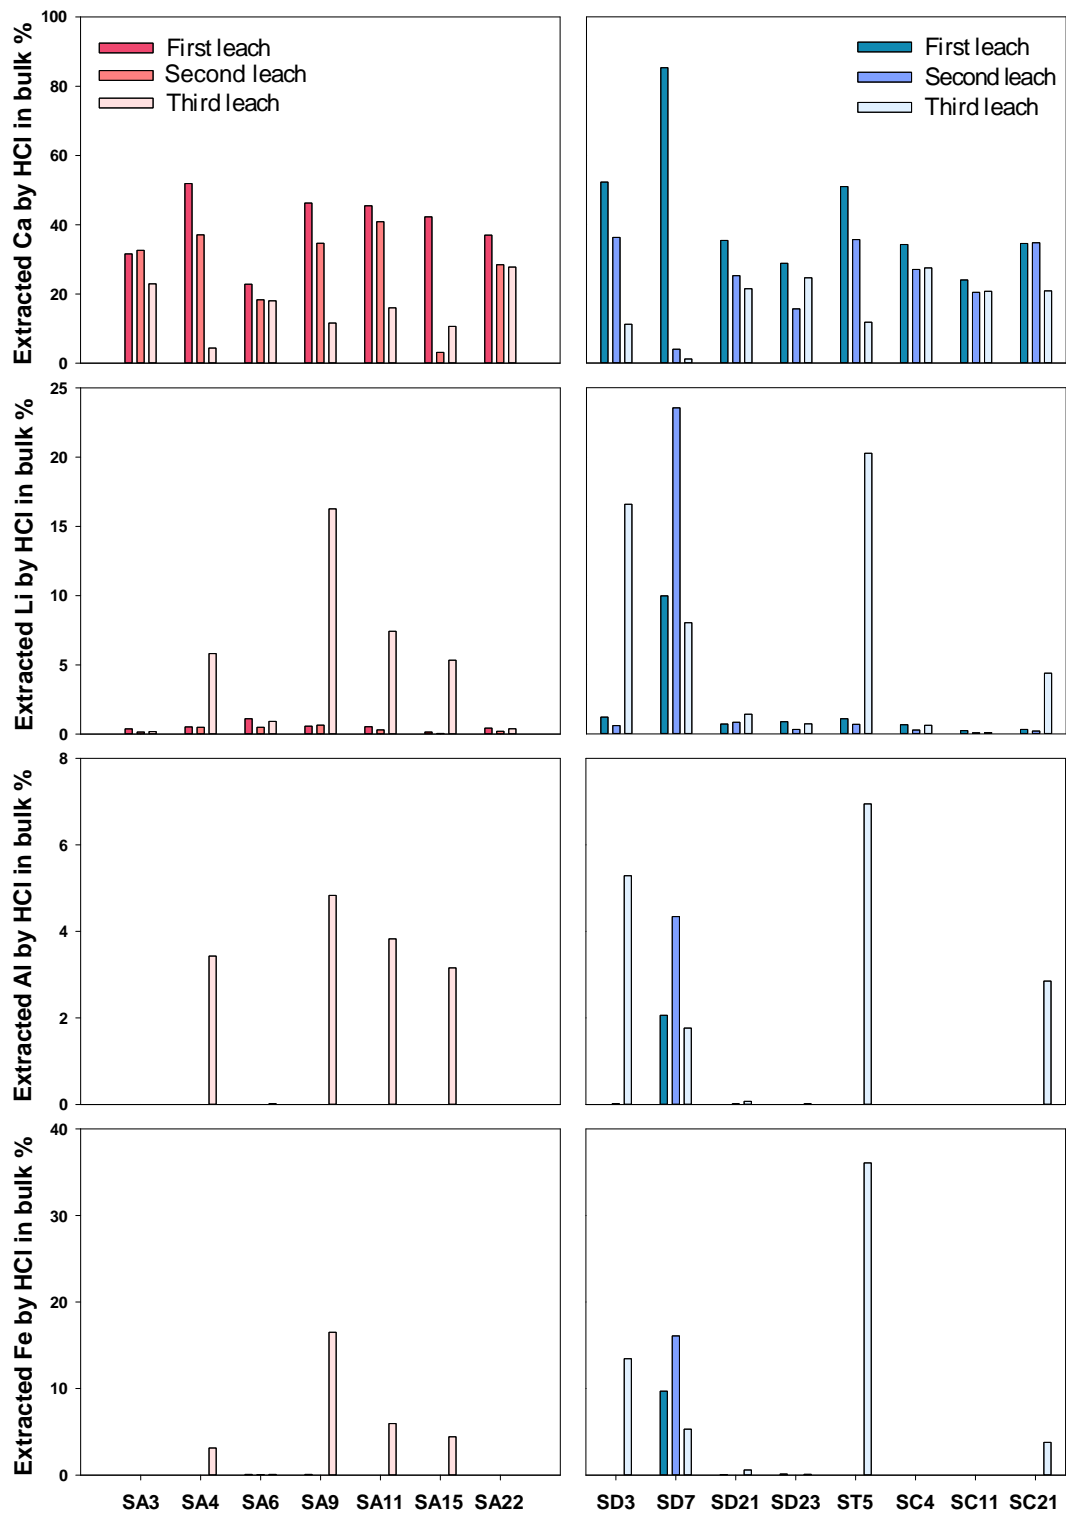 Extracted Ca by HCl in bulk %
100
80
60
40
20
0
First leach
Second leach
Third leach
First leach
Second leach
Third leach
Extracted Li by HCl in bulk %
25
20
15
10
5
0
Extracted Al by HCl in bulk %
8
6
4
2
0
Extracted Fe by HCl in bulk %
40
30
20
10
0
SA3 SA4 SA6 SA9 SA11 SA15 SA22
SD3 SD7 SD21 SD23 ST5 SC4 SC11 SC21